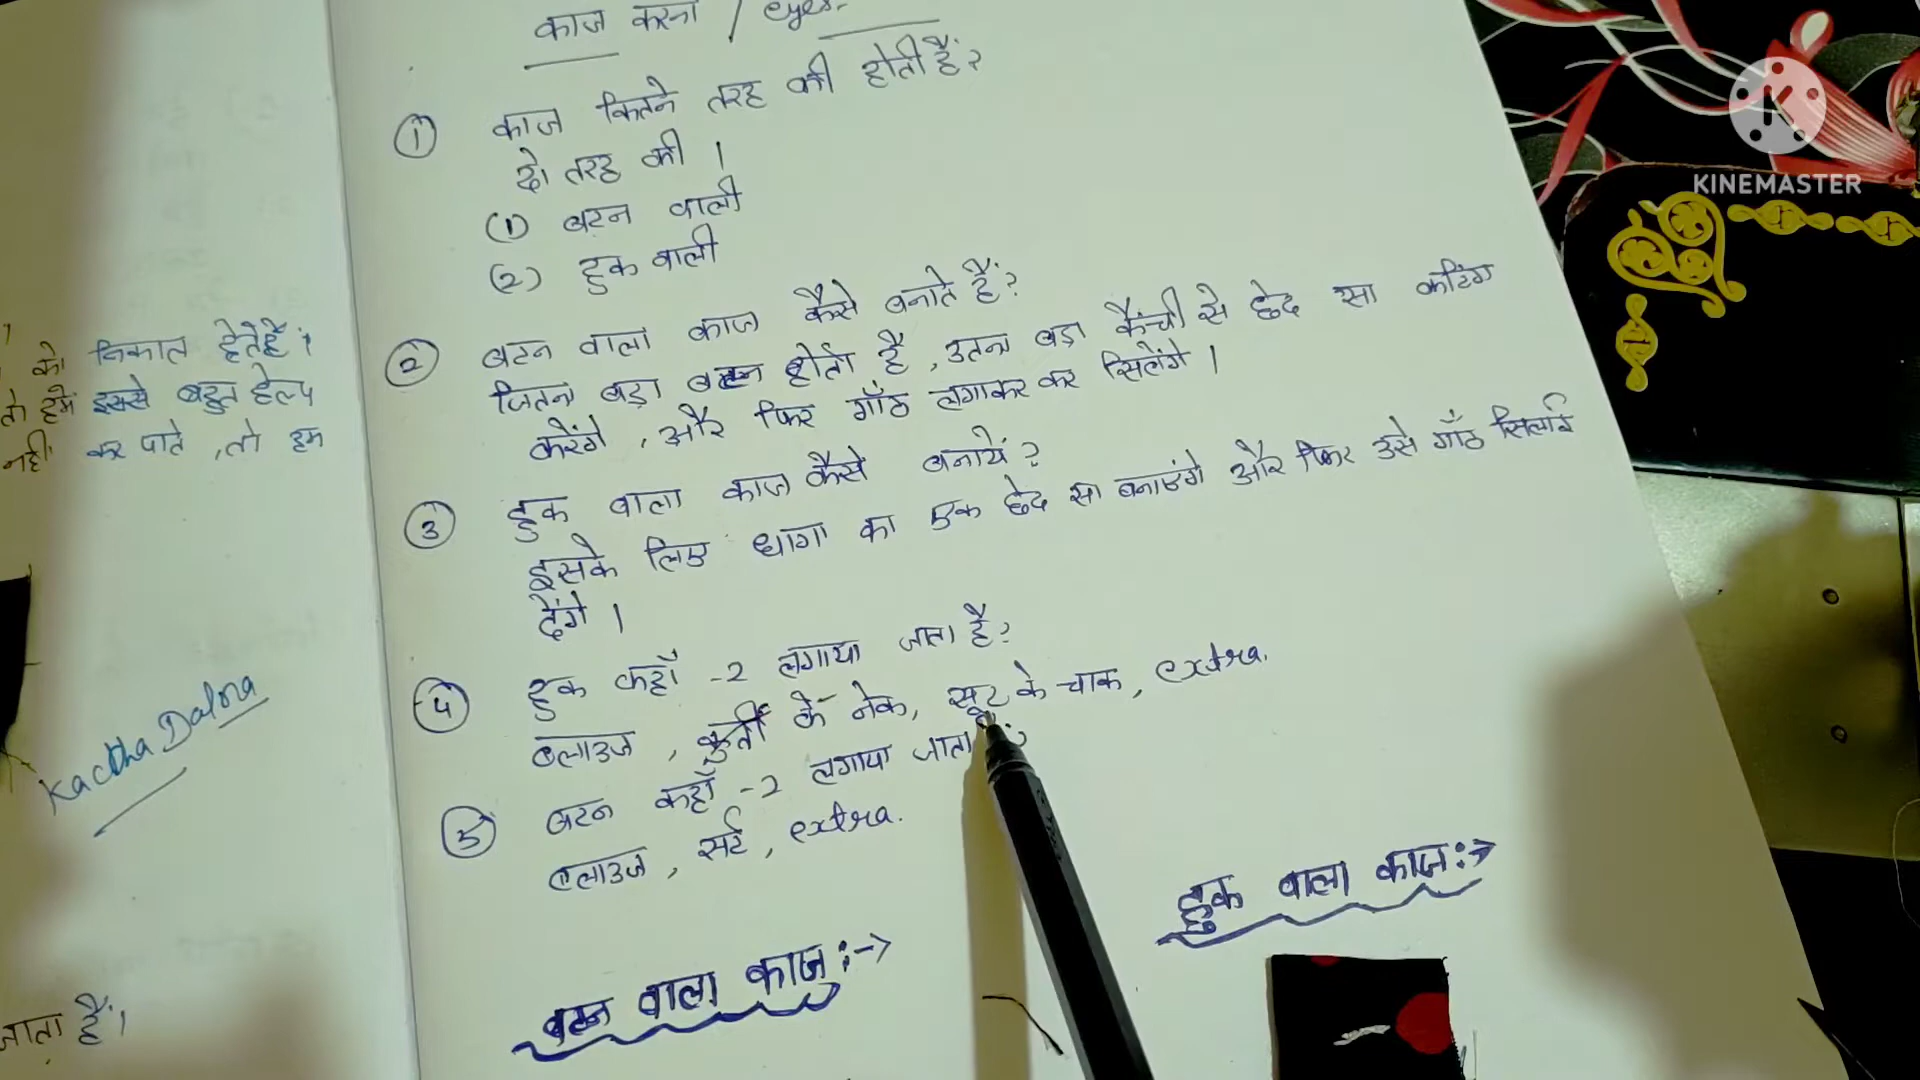 काज करना / eyes-
① काज कितने तरह की होती हैं?
दो तरह की ।
(1) बटन वाली
(2) हुक वाली
② बटन वाला काज कैसे बनाते हैं?
जितना बड़ा बटन होता है, उतना बड़ा कैंची से छेद सा कटिंग
करेंगे, और फिर गाँठ लगाकर कर सिलेंगे ।
③ हुक वाला काज कैसे बनायें?
इसके लिए धागा का एक छेद सा बनाएंगे और फिर उसे गाँठ सिलाई
देंगे ।
④ हुक कहाँ -2 लगाया जाता है?
ब्लाउज, कुर्ती के नेक, सूट के चाक, extra.
⑤ बटन कहाँ -2 लगाया जाता
ब्लाउज, सर्ट, extra.
बटन वाला काज :->
हुक वाला काज :->
को निकाल देते हैं ।
तो हमें इससे बहुत हेल्प
नहीं कर पाते, तो हम
Kachha Dalna
जाता है ।
KINEMASTER